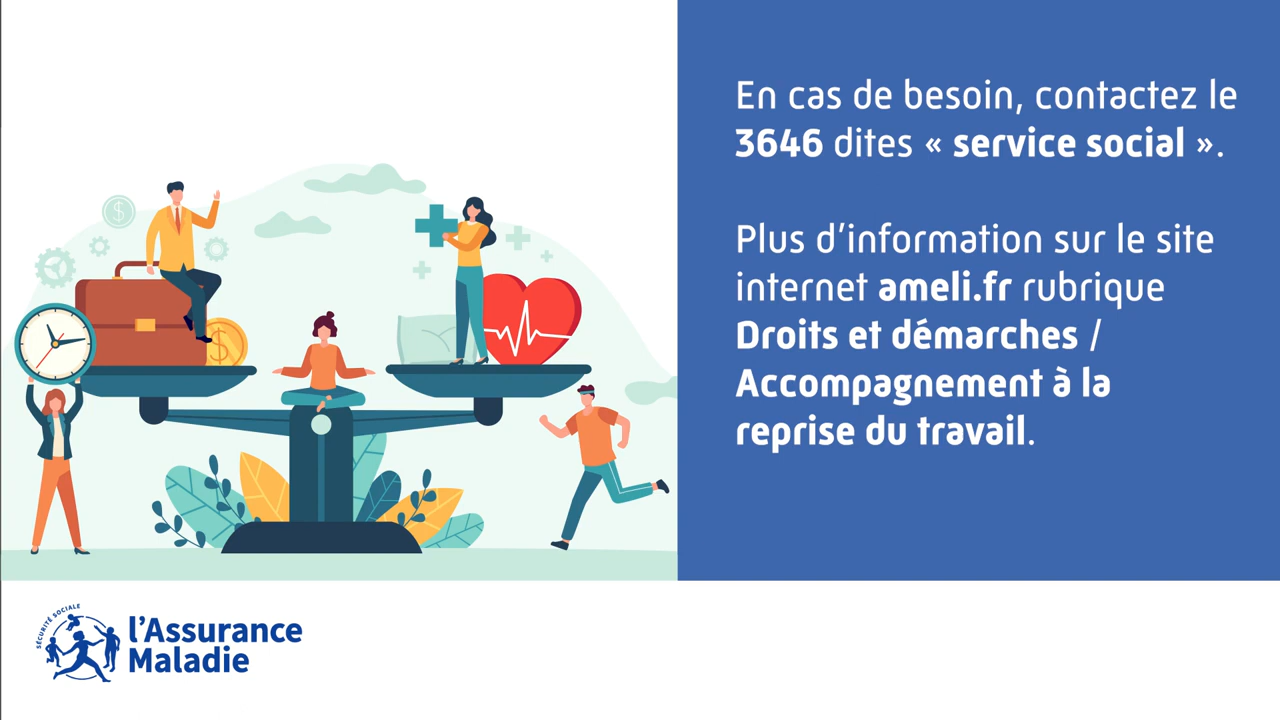 En cas de besoin, contactez le
3646 dites « service social ».
Plus d'information sur le site
internet ameli.fr rubrique
Droits et démarches /
Accompagnement à la
reprise du travail.
SÉCURITÉ SOCIALE
l'Assurance
Maladie